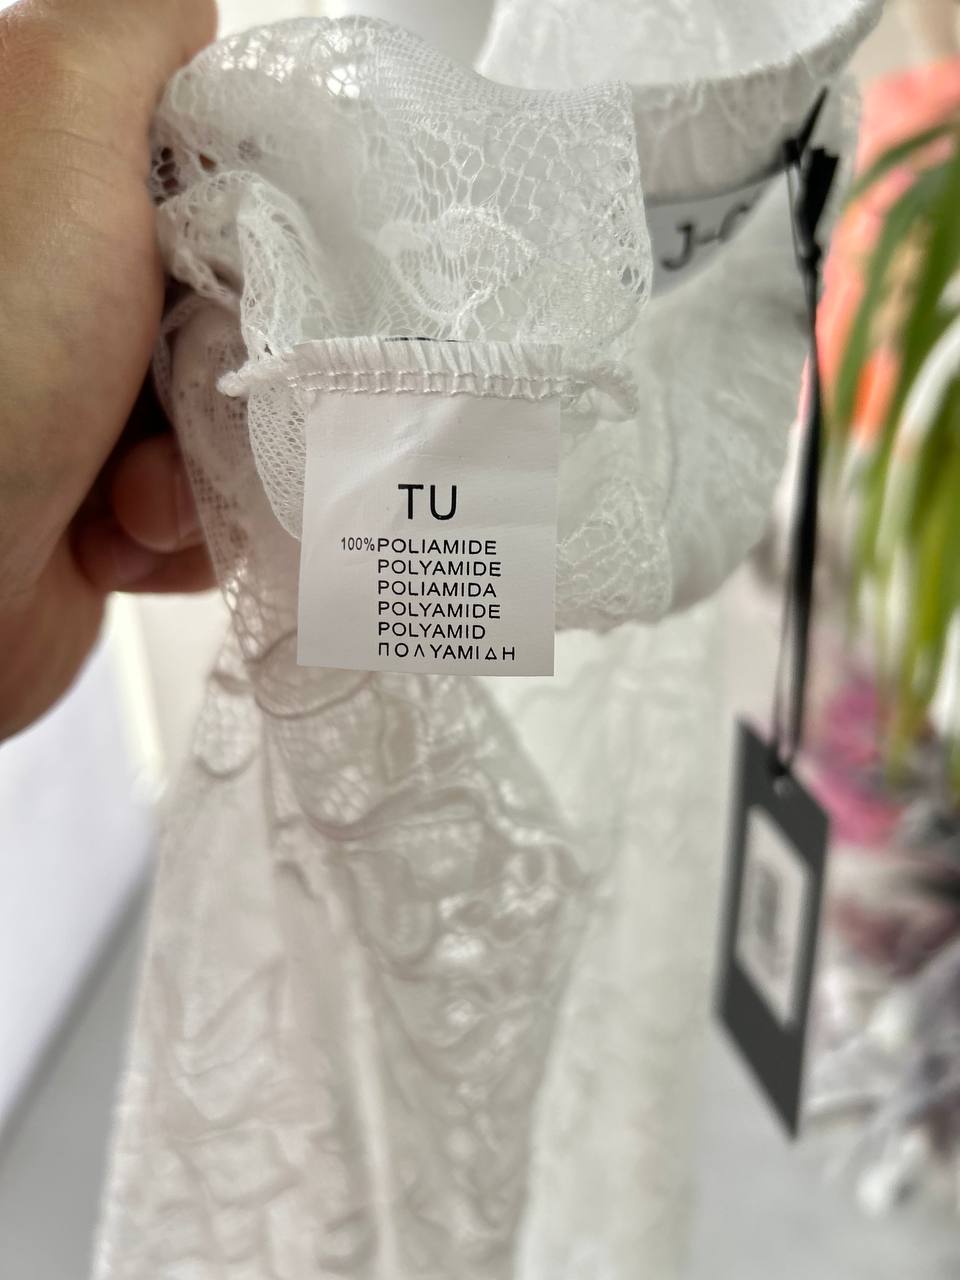 J-
TU
100%POLIAMIDE
POLYAMIDE
POLIAMIDA
POLYAMIDE
POLYAMID
ΠΟΛΥΑΜΙΔΗ